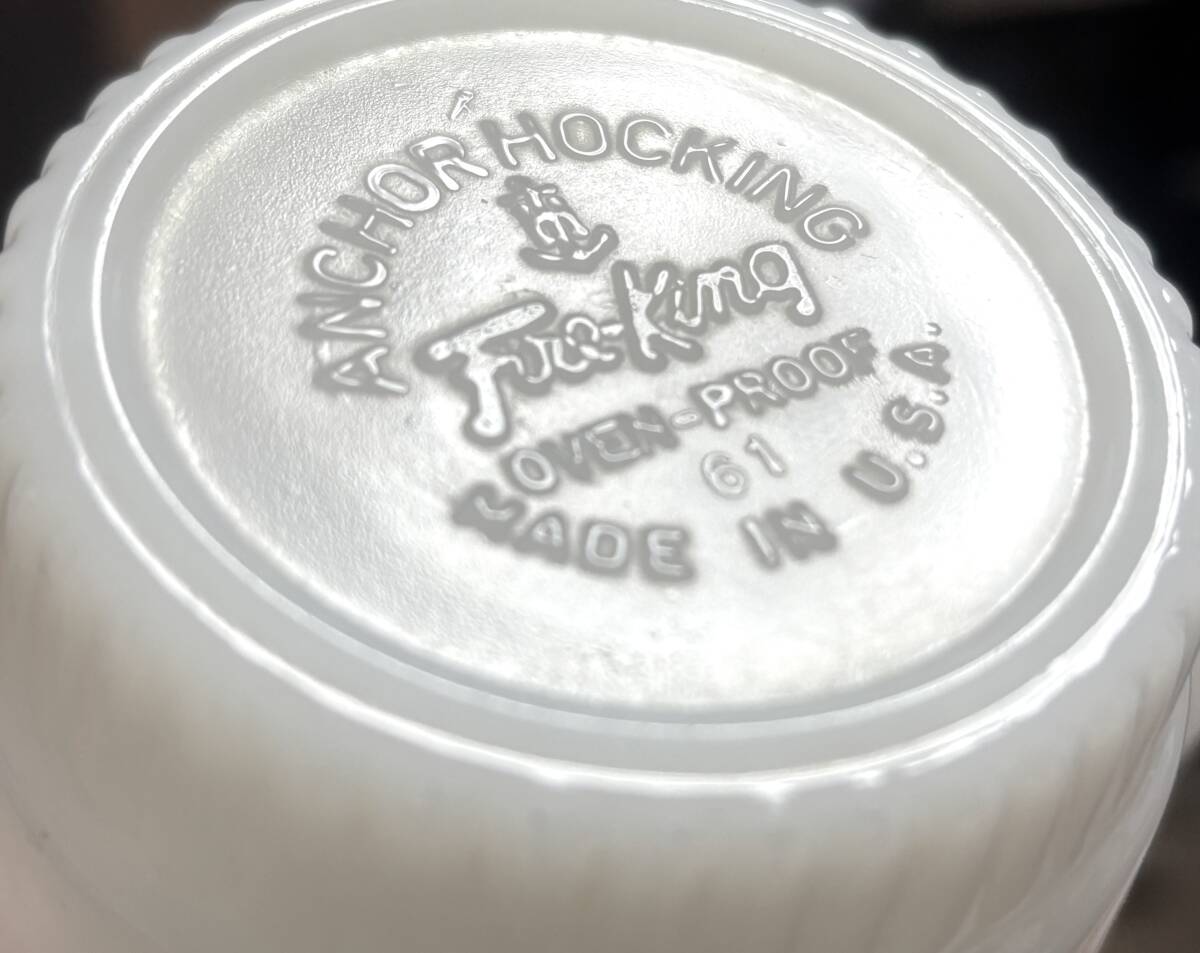 ANCHOR HOCKING
Fire-King
OVEN-PROOF
61
MADE IN U.S.A.